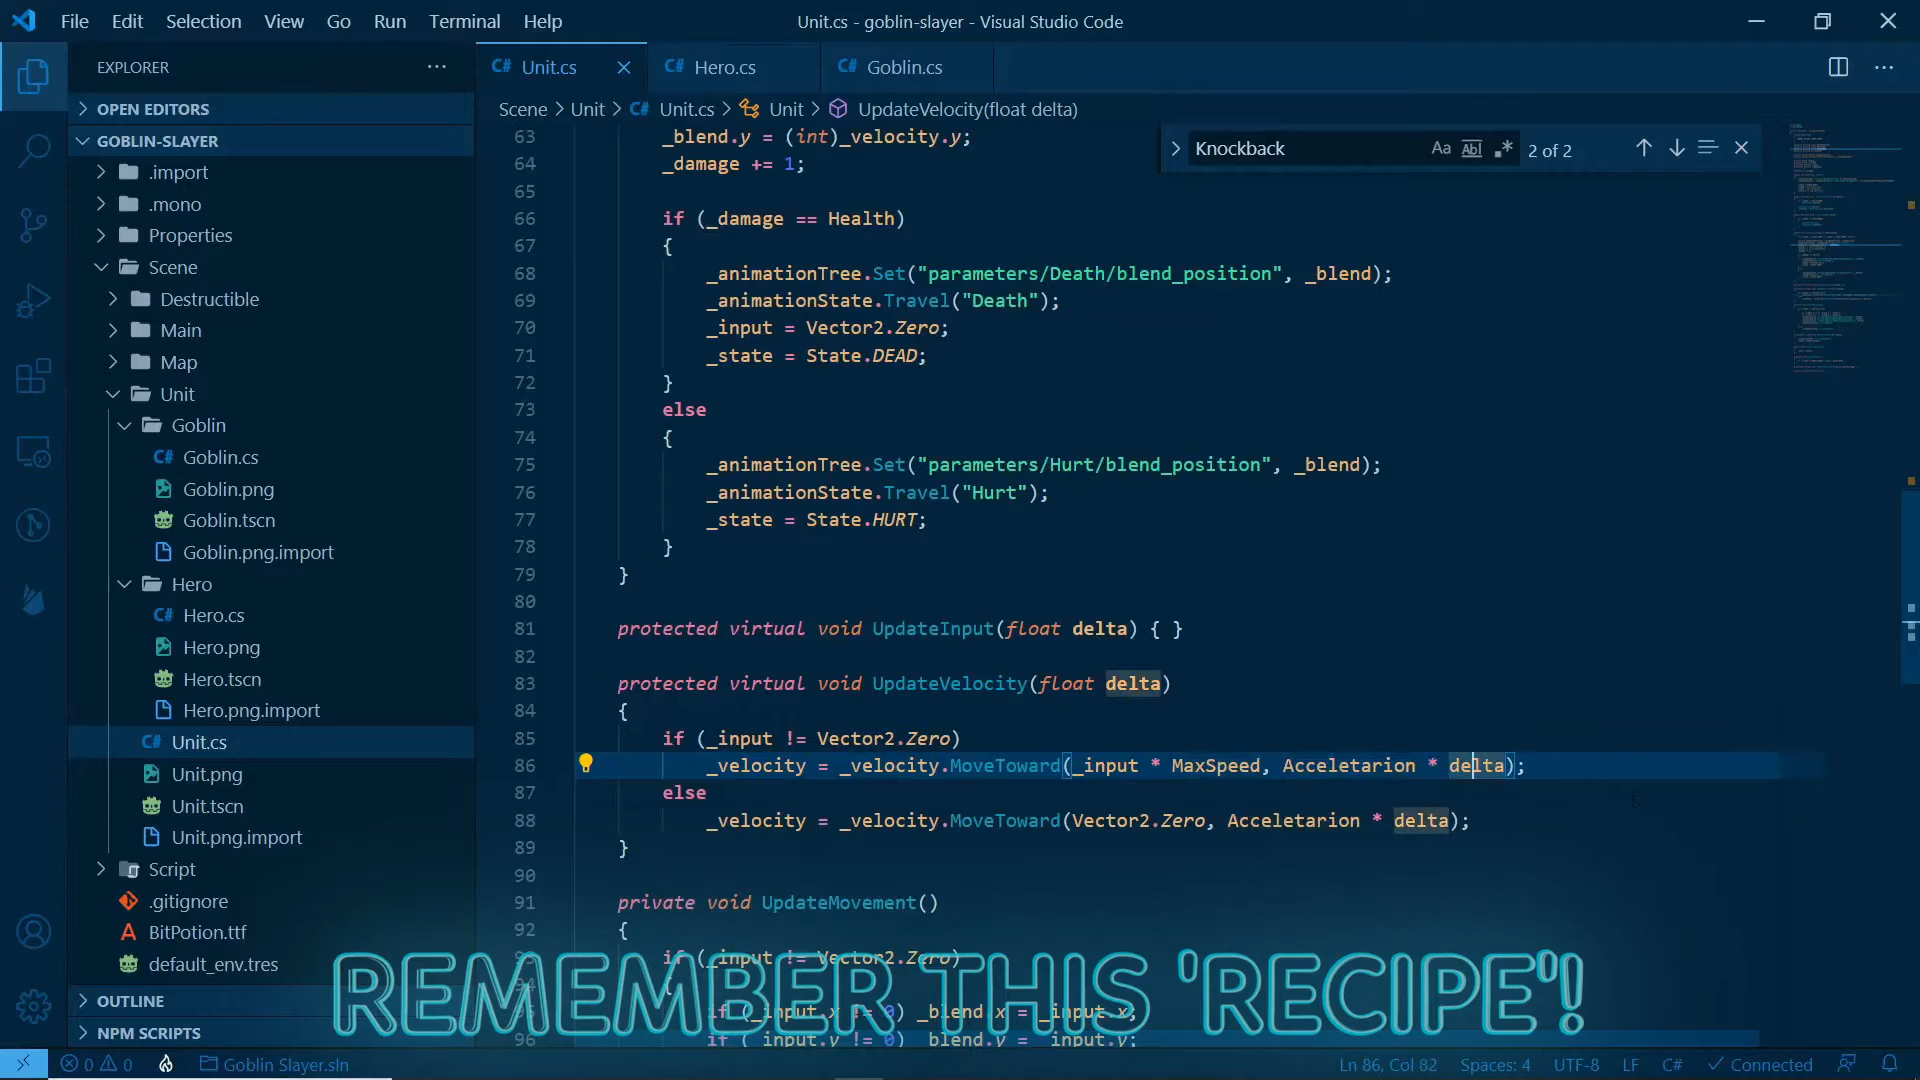 File Edit Selection View Go Run Terminal Help
Unit.cs - goblin-slayer - Visual Studio Code
EXPLORER
OPEN EDITORS
GOBLIN-SLAYER
.import
.mono
Properties
Scene
Destructible
Main
Map
Unit
Goblin
C# Goblin.cs
Goblin.png
Goblin.tscn
Goblin.png.import
Hero
C# Hero.cs
Hero.png
Hero.tscn
Hero.png.import
C# Unit.cs
Unit.png
Unit.tscn
Unit.png.import
Script
.gitignore
A BitPotion.ttf
default_env.tres
OUTLINE
NPM SCRIPTS
C# Unit.cs
C# Hero.cs
C# Goblin.cs
Scene > Unit > C# Unit.cs > Unit > UpdateVelocity(float delta)
Knockback Aa Abl .* 2 of 2
63 _blend.y = (int)_velocity.y;
64 _damage += 1;
65
66 if (_damage == Health)
67 {
68 _animationTree.Set("parameters/Death/blend_position", _blend);
69 _animationState.Travel("Death");
70 _input = Vector2.Zero;
71 _state = State.DEAD;
72 }
73 else
74 {
75 _animationTree.Set("parameters/Hurt/blend_position", _blend);
76 _animationState.Travel("Hurt");
77 _state = State.HURT;
78 }
79 }
80
81 protected virtual void UpdateInput(float delta) { }
82
83 protected virtual void UpdateVelocity(float delta)
84 {
85 if (_input != Vector2.Zero)
86 _velocity = _velocity.MoveToward(_input * MaxSpeed, Acceletarion * delta);
87 else
88 _velocity = _velocity.MoveToward(Vector2.Zero, Acceletarion * delta);
89 }
90
91 private void UpdateMovement()
92 {
93 if (_input != Vector2.Zero)
94 {
95 if (_input.x != 0) _blend.x = _input.x;
96 if (_input.y != 0) _blend.y = _input.y;
REMEMBER THIS 'RECIPE'!
0 0 Goblin Slayer.sln
Ln 86, Col 82 Spaces: 4 UTF-8 LF C# Connected